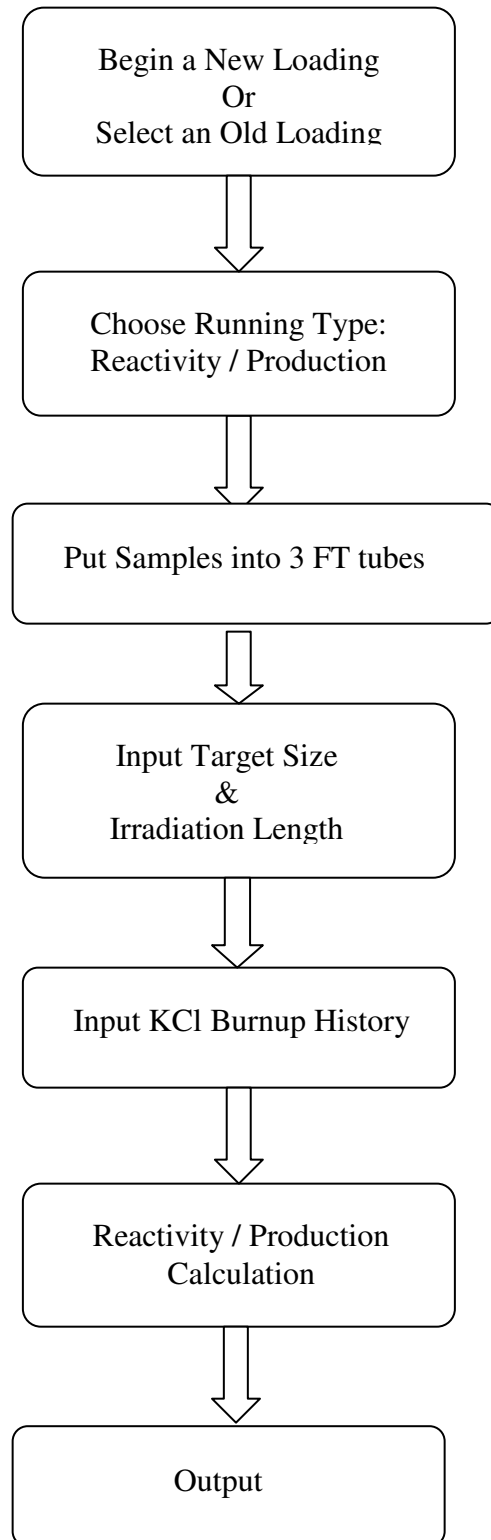 Begin a New Loading
Or
Select an Old Loading
Choose Running Type:
Reactivity / Production
Put Samples into 3 FT tubes
Input Target Size
&
Irradiation Length
Input KCl Burnup History
Reactivity / Production
Calculation
Output